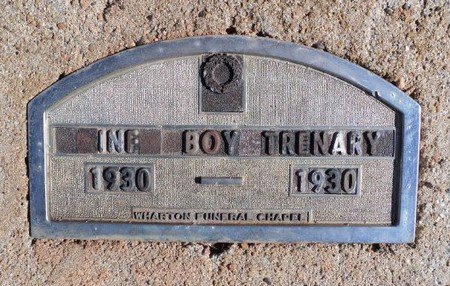 INF BOY TRENARY
1930 — 1930
WHARTON FUNERAL CHAPEL